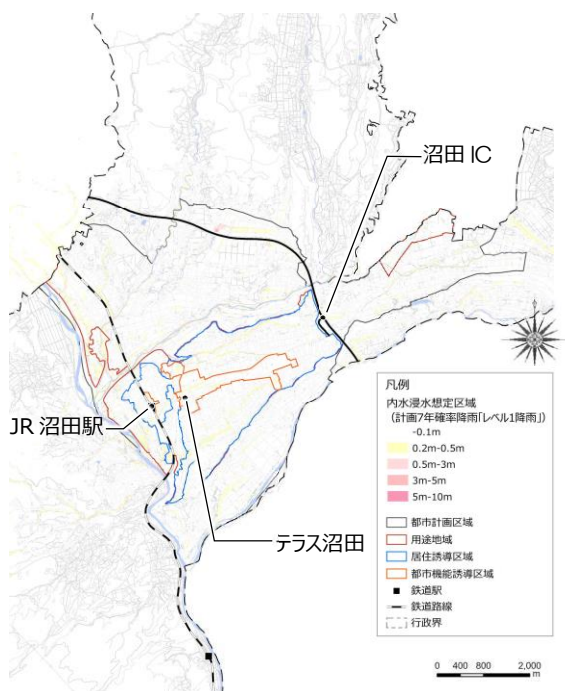 沼田 IC
JR 沼田駅
テラス沼田
凡例
内水浸水想定区域
(計画7年確率降雨「レベル1降雨」)
-0.1m
0.2m-0.5m
0.5m-3m
3m-5m
5m-10m
都市計画区域
用途地域
居住誘導区域
都市機能誘導区域
鉄道駅
鉄道路線
行政界
0 400 800 2,000
m